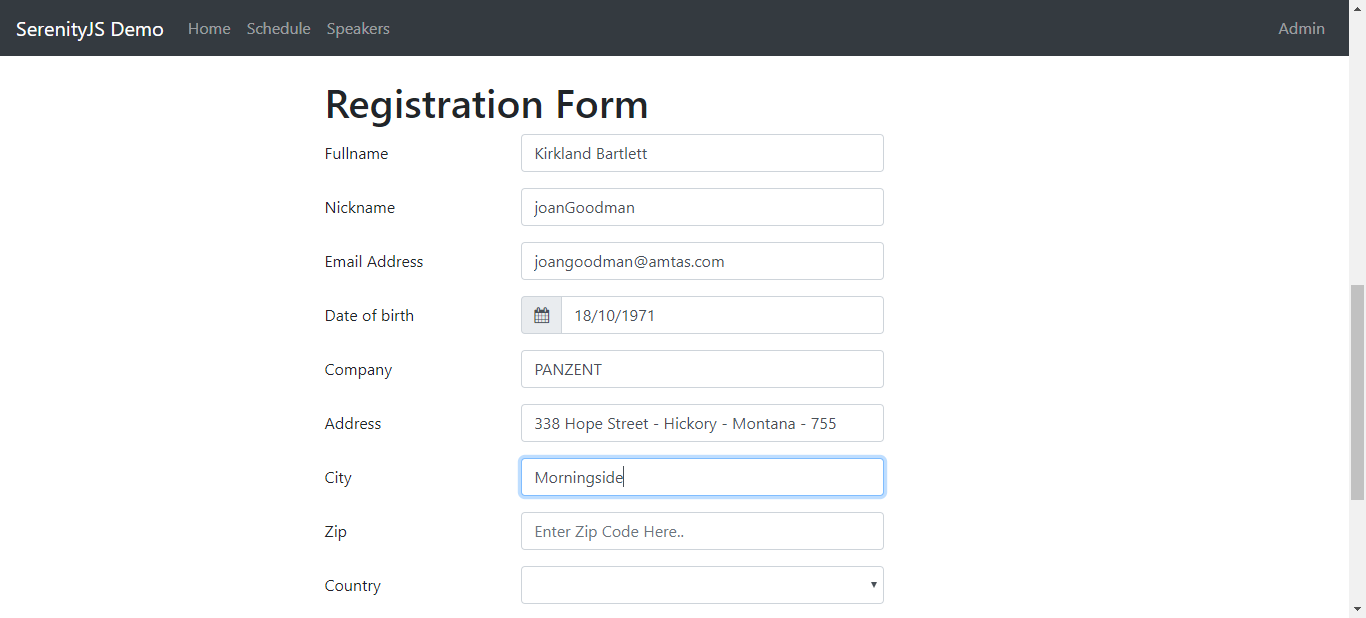 SerenityJS Demo Home Schedule Speakers Admin
Registration Form
Fullname Kirkland Bartlett
Nickname joanGoodman
Email Address joangoodman@amtas.com
Date of birth 18/10/1971
Company PANZENT
Address 338 Hope Street - Hickory - Montana - 755
City Morningside
Zip Enter Zip Code Here..
Country